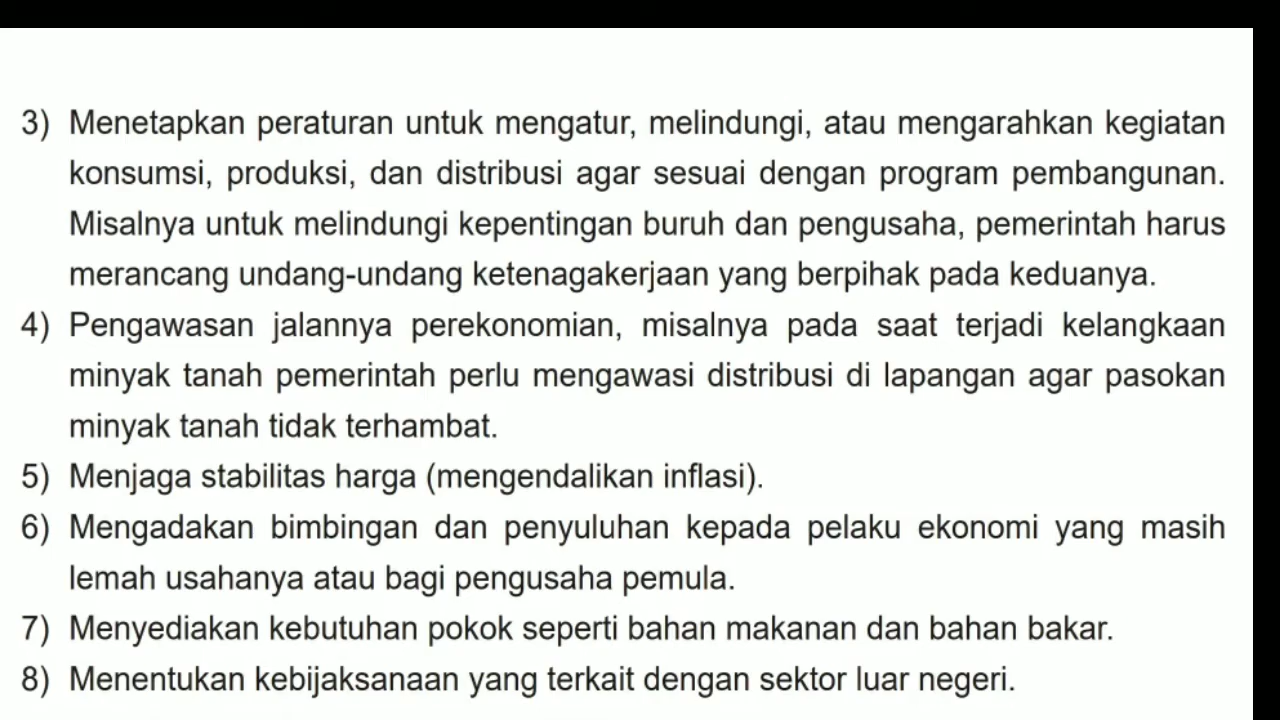 3) Menetapkan peraturan untuk mengatur, melindungi, atau mengarahkan kegiatan
konsumsi, produksi, dan distribusi agar sesuai dengan program pembangunan.
Misalnya untuk melindungi kepentingan buruh dan pengusaha, pemerintah harus
merancang undang-undang ketenagakerjaan yang berpihak pada keduanya.
4) Pengawasan jalannya perekonomian, misalnya pada saat terjadi kelangkaan
minyak tanah pemerintah perlu mengawasi distribusi di lapangan agar pasokan
minyak tanah tidak terhambat.
5) Menjaga stabilitas harga (mengendalikan inflasi).
6) Mengadakan bimbingan dan penyuluhan kepada pelaku ekonomi yang masih
lemah usahanya atau bagi pengusaha pemula.
7) Menyediakan kebutuhan pokok seperti bahan makanan dan bahan bakar.
8) Menentukan kebijaksanaan yang terkait dengan sektor luar negeri.